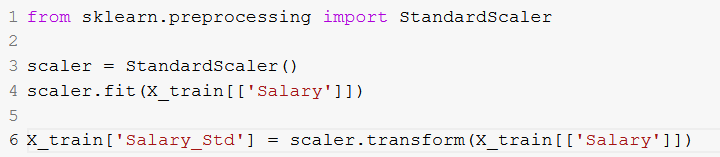 1 from sklearn.preprocessing import StandardScaler
2
3 scaler = StandardScaler()
4 scaler.fit(X_train[['Salary']])
5
6 X_train['Salary_Std'] = scaler.transform(X_train[['Salary']])